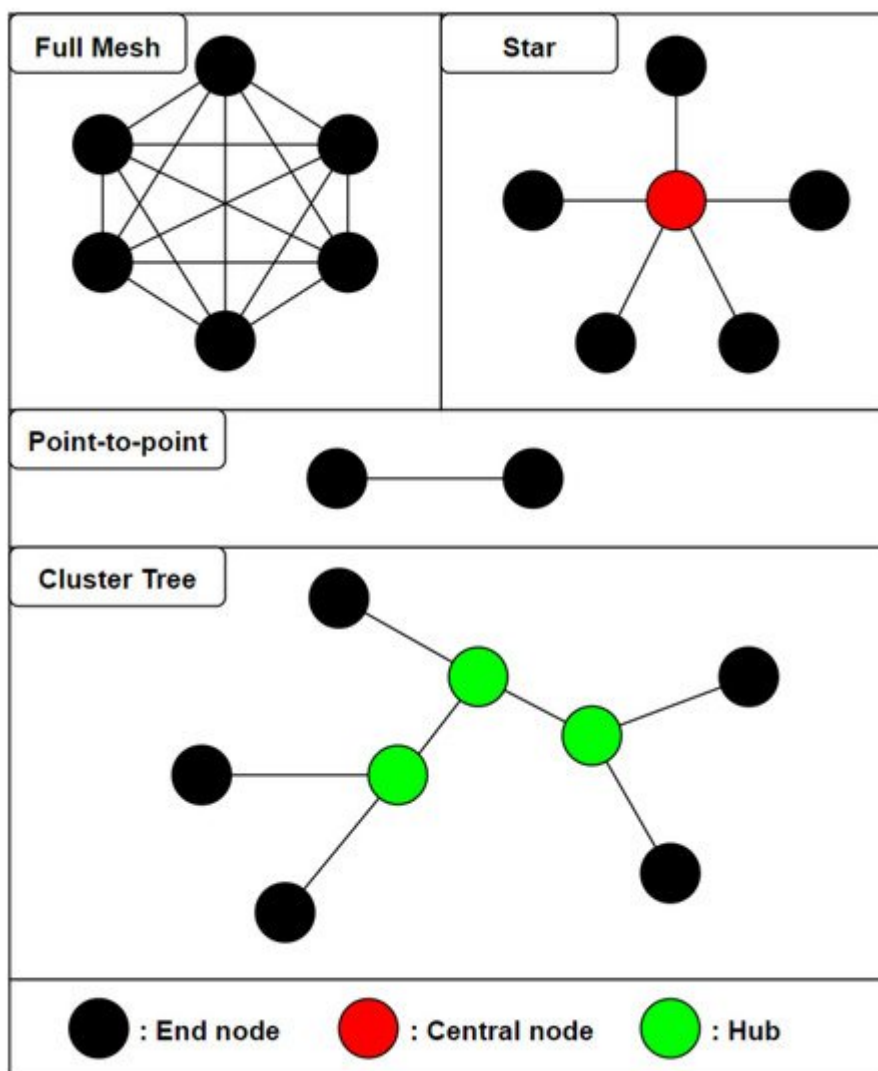 Full Mesh
Star
Point-to-point
Cluster Tree
: End node
: Central node
: Hub